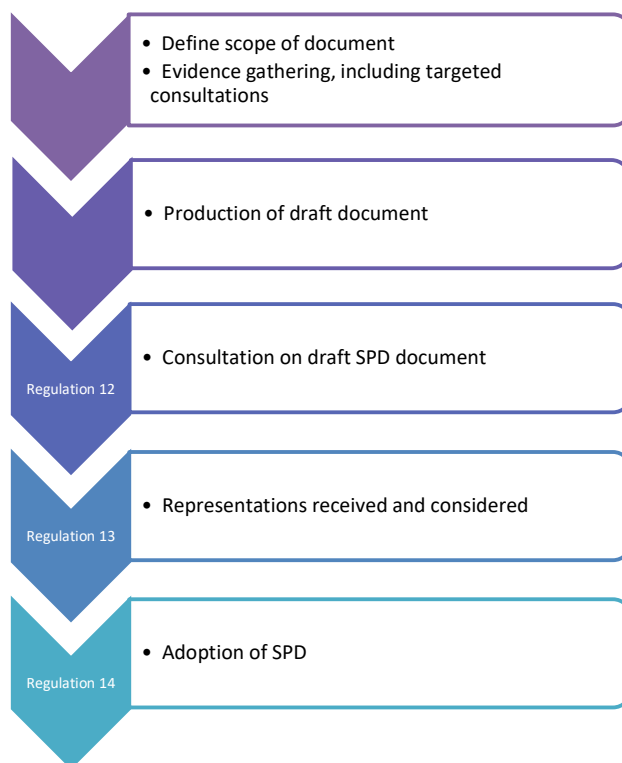 • Define scope of document
• Evidence gathering, including targeted
consultations
• Production of draft document
Regulation 12
• Consultation on draft SPD document
Regulation 13
• Representations received and considered
Regulation 14
• Adoption of SPD